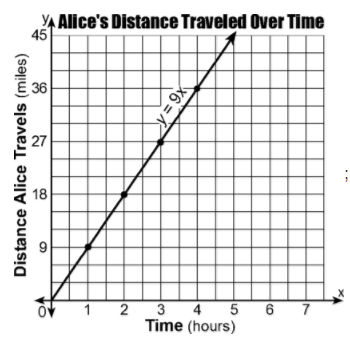 Alice's Distance Traveled Over Time
y
45
36
27
18
9
0
Distance Alice Travels (miles)
y = 9x
1 2 3 4 5 6 7
x
Time (hours)
;